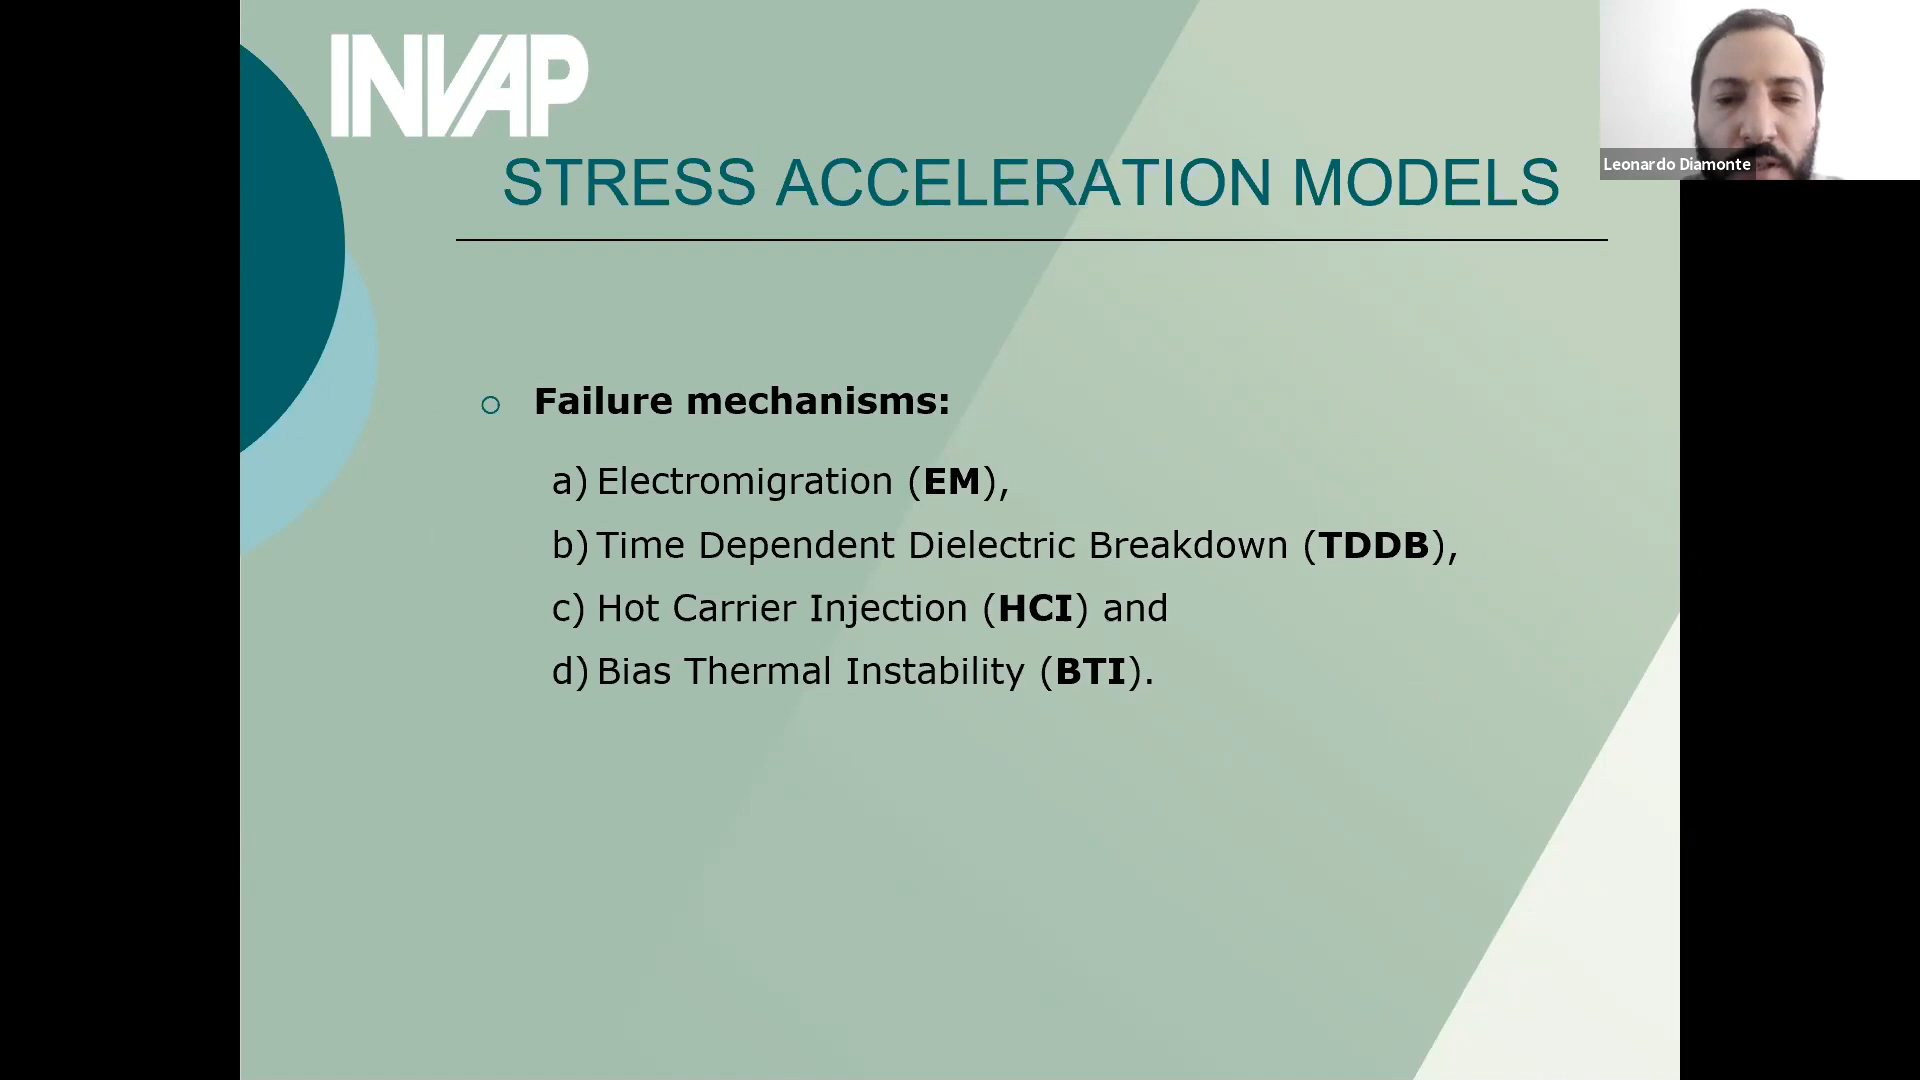 INVAP
Leonardo Diamonte
STRESS ACCELERATION MODELS
Failure mechanisms:
a) Electromigration (EM),
b) Time Dependent Dielectric Breakdown (TDDB),
c) Hot Carrier Injection (HCI) and
d) Bias Thermal Instability (BTI).